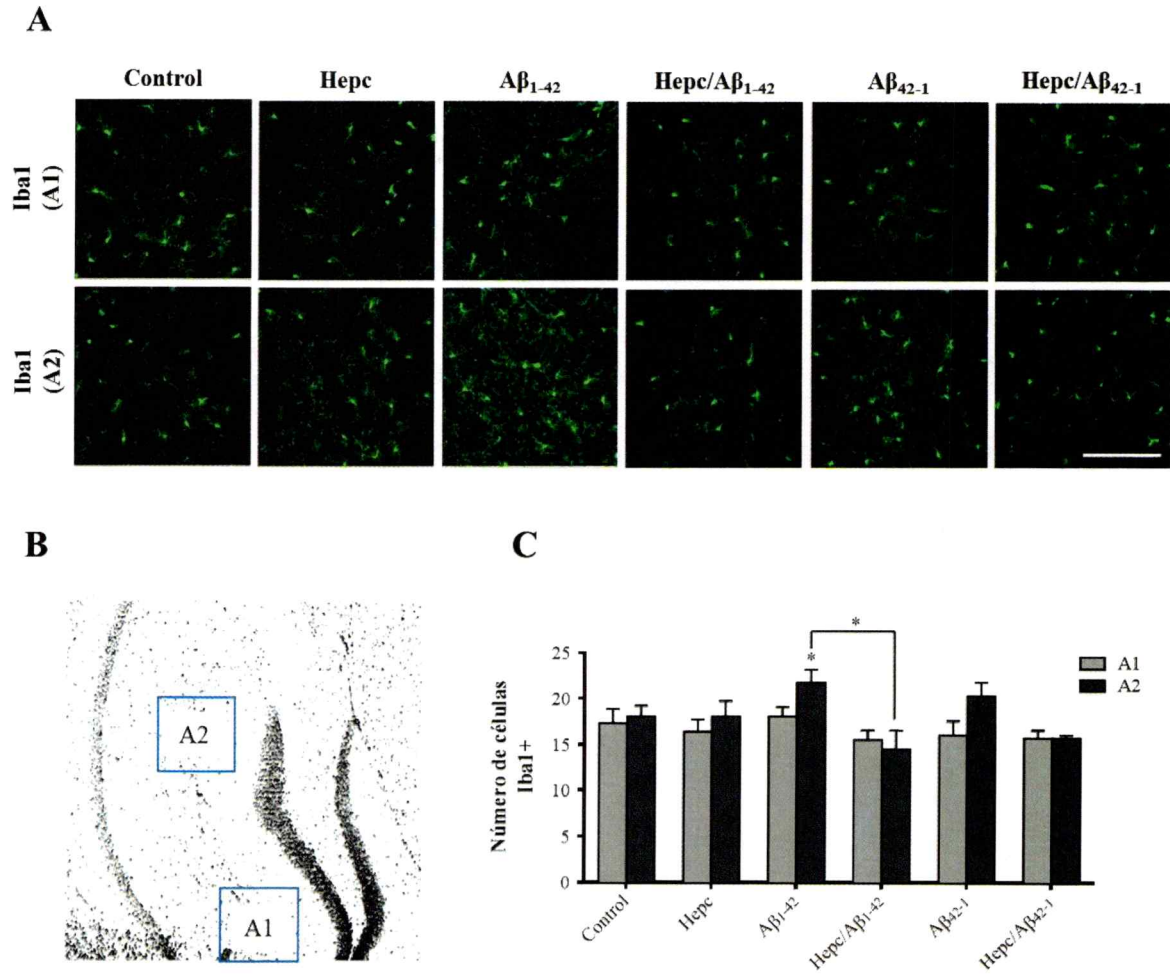 A
Control Hepc Aβ1-42 Hepc/Aβ1-42 Aβ42-1 Hepc/Aβ42-1
Iba1
(A1)
Iba1
(A2)
B
A2
A1
C
Número de células
Iba1+
25
20
15
10
5
0
*
*
A1
A2
Control
Hepc
Aβ1-42
Hepc/Aβ1-42
Aβ42-1
Hepc/Aβ42-1